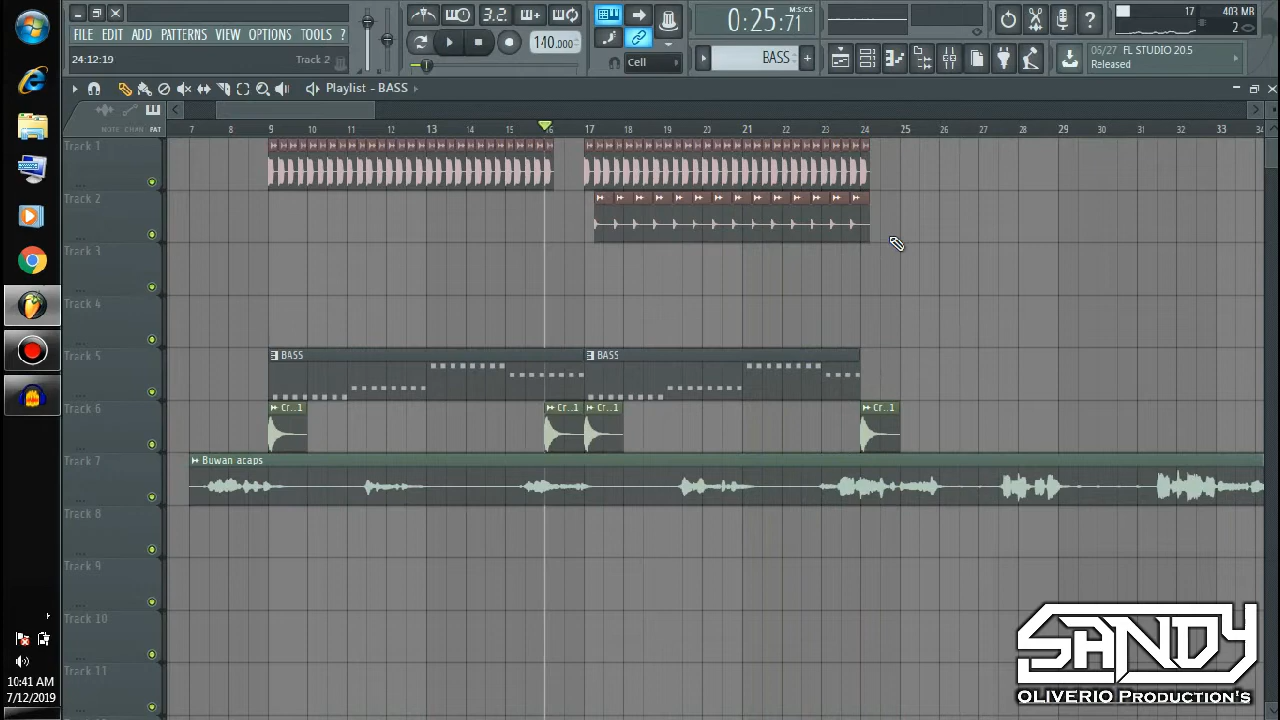 FILE EDIT ADD PATTERNS VIEW OPTIONS TOOLS ?
24:12:19 Track 2
3.2.
140.000
Cell
0:25:71 M:S:CS
BASS
17 403 MB
2
06/27 FL STUDIO 20.5
Released
Playlist - BASS
NOTE CHAN PAT
7 8 9 10 11 12 13 14 15 16 17 18 19 20 21 22 23 24 25 26 27 28 29 30 31 32 33 34
Track 1
Track 2
Track 3
Track 4
Track 5
BASS BASS
Track 6
Cr..1 Cr..1 Cr..1 Cr..1
Track 7
Buwan acaps
Track 8
Track 9
Track 10
Track 11
10:41 AM
7/12/2019
SANDY
OLIVERIO PRODUCTION'S